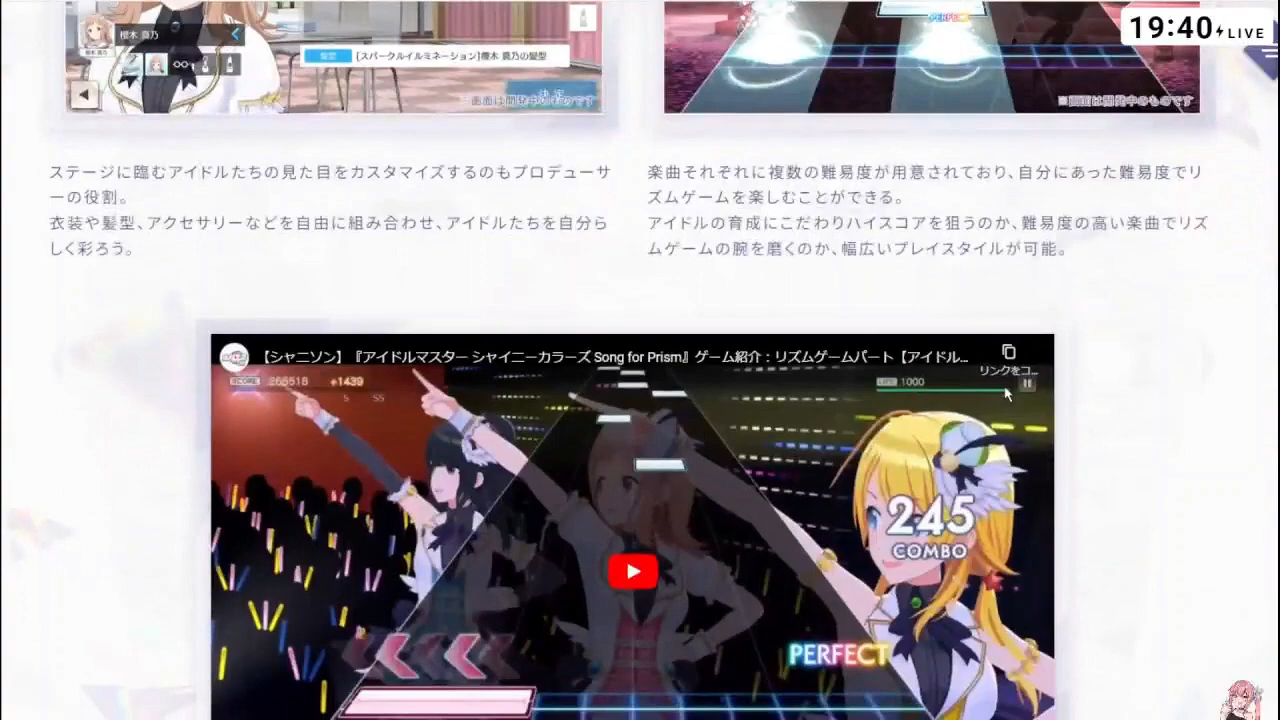 19:40 LIVE
櫻木 真乃
櫻木 真乃
髪型 [スパークルイルミネーション]櫻木 真乃の髪型
決定
※画面は開発中のものです
PERFECT
※画面は開発中のものです
ステージに臨むアイドルたちの見た目をカスタマイズするのもプロデューサ
ーの役割。
衣装や髪型、アクセサリーなどを自由に組み合わせ、アイドルたちを自分ら
しく彩ろう。
楽曲それぞれに複数の難易度が用意されており、自分にあった難易度でリ
ズムゲームを楽しむことができる。
アイドルの育成にこだわりハイスコアを狙うのか、難易度の高い楽曲でリズ
ムゲームの腕を磨くのか、幅広いプレイスタイルが可能。
【シャニソン】『アイドルマスター シャイニーカラーズ Song for Prism』ゲーム紹介：リズムゲームパート【アイドル...
リンクをコ...
SCORE 266518 +1439
S SS
LIFE 1000
245
COMBO
PERFECT